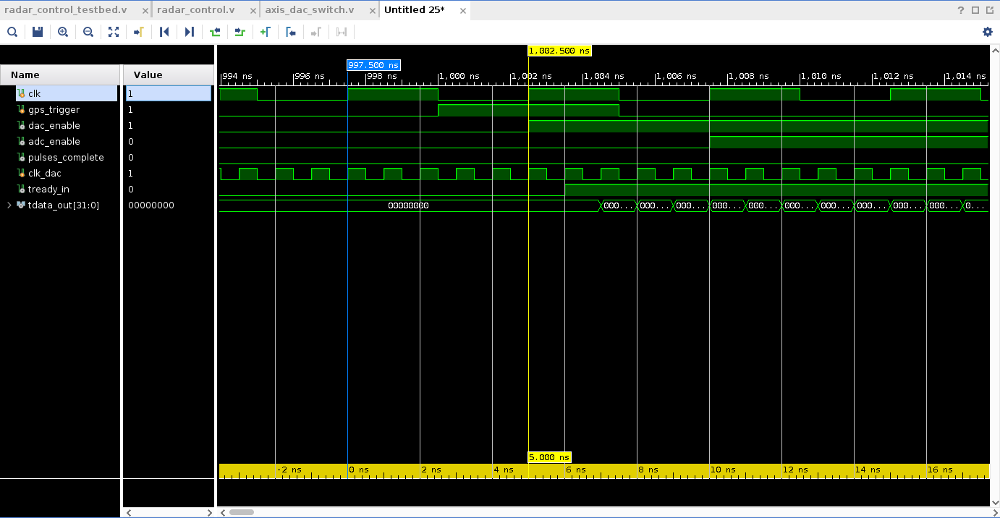 radar_control_testbed.v × radar_control.v × axis_dac_switch.v × Untitled 25* ×
?
1,002.500 ns
997.500 ns
Name Value
994 ns 996 ns 998 ns 1,000 ns 1,002 ns 1,004 ns 1,006 ns 1,008 ns 1,010 ns 1,012 ns 1,014 ns
clk 1
gps_trigger 1
dac_enable 1
adc_enable 0
pulses_complete 0
clk_dac 1
tready_in 0
tdata_out[31:0] 00000000 00000000 000... 000... 000... 000... 000... 000... 000... 000... 000... 000... 0...
5.000 ns
-2 ns 0 ns 2 ns 4 ns 6 ns 8 ns 10 ns 12 ns 14 ns 16 ns